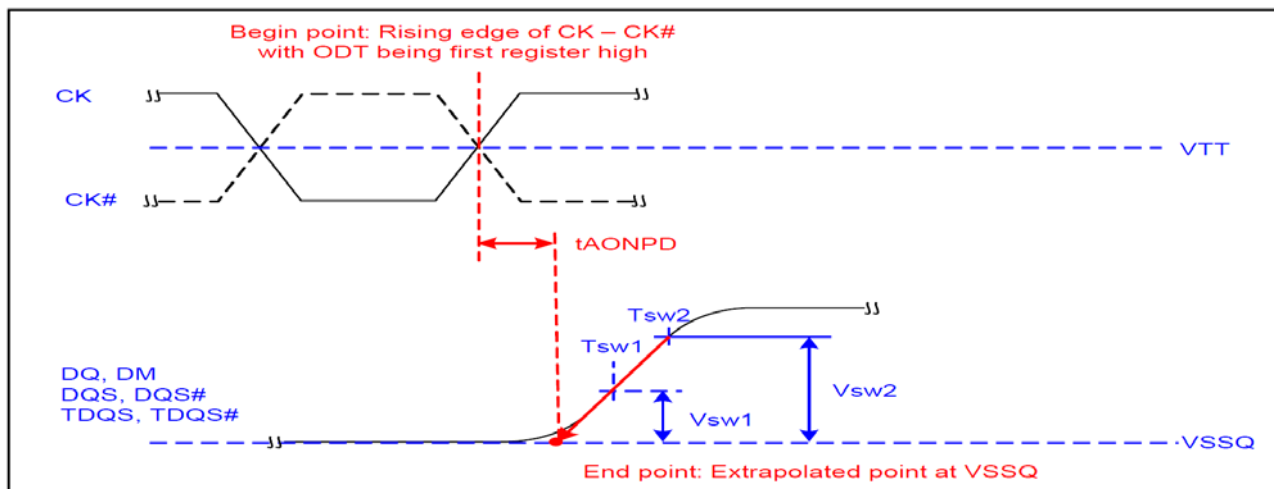 Begin point: Rising edge of CK – CK#
with ODT being first register high
CK
VTT
CK#
tAONPD
Tsw2
Tsw1
DQ, DM
DQS, DQS#
TDQS, TDQS#
Vsw2
Vsw1
VSSQ
End point: Extrapolated point at VSSQ